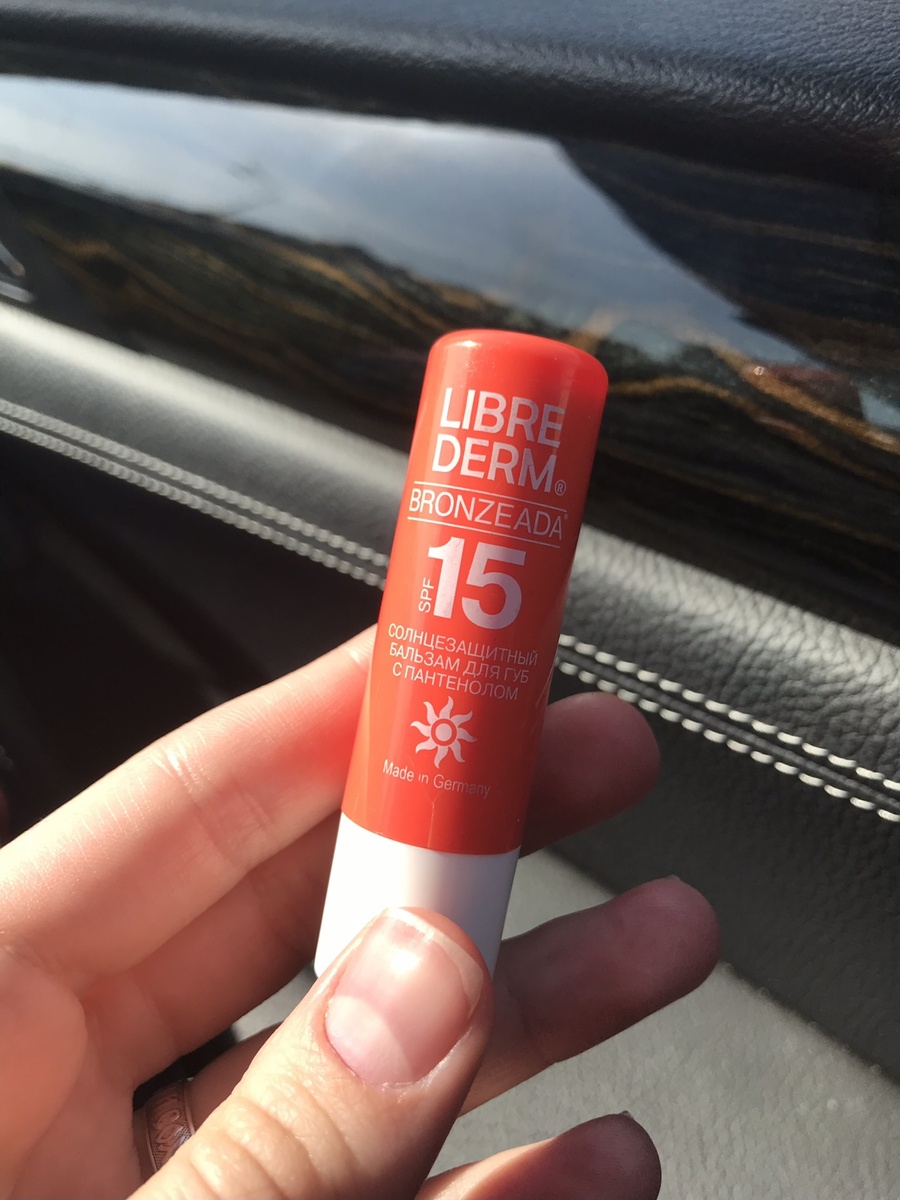 LIBRE
DERM®
BRONZEADA®
SPF 15
СОЛНЦЕЗАЩИТНЫЙ
БАЛЬЗАМ ДЛЯ ГУБ
С ПАНТЕНОЛОМ
Made in Germany